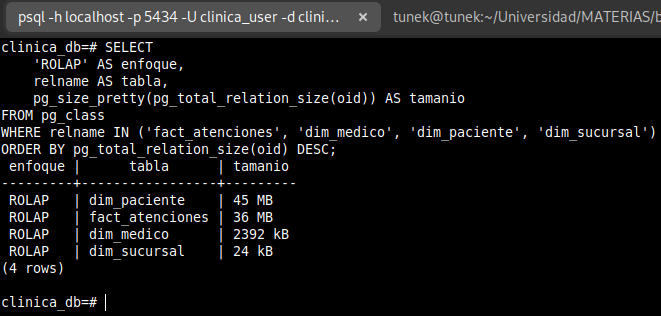 psql -h localhost -p 5434 -U clinica_user -d clini... × tunek@tunek:~/Universidad/MATERIAS/b
clinica_db=# SELECT
    'ROLAP' AS enfoque,
    relname AS tabla,
    pg_size_pretty(pg_total_relation_size(oid)) AS tamanio
FROM pg_class
WHERE relname IN ('fact_atenciones', 'dim_medico', 'dim_paciente', 'dim_sucursal')
ORDER BY pg_total_relation_size(oid) DESC;
 enfoque |      tabla      | tamanio
---------+-----------------+---------
 ROLAP   | dim_paciente    | 45 MB
 ROLAP   | fact_atenciones | 36 MB
 ROLAP   | dim_medico      | 2392 kB
 ROLAP   | dim_sucursal    | 24 kB
(4 rows)
clinica_db=#